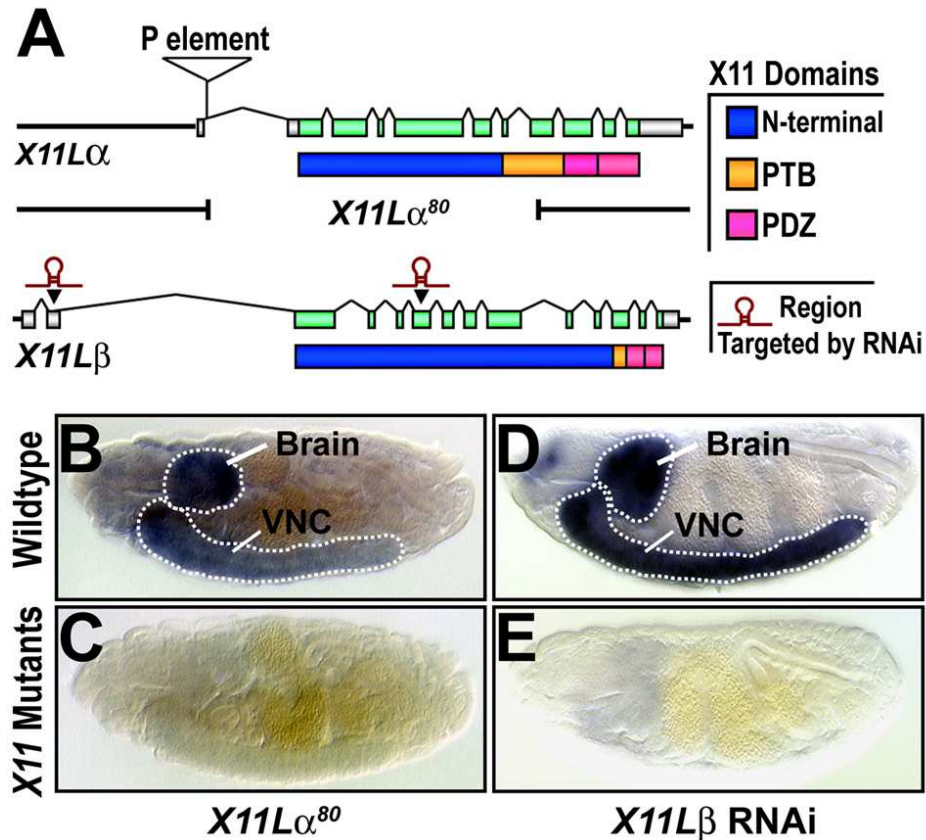 A
P element
X11Lα
X11Lα80
X11Lβ
X11 Domains
N-terminal
PTB
PDZ
Region
Targeted by RNAi
Wildtype
B
Brain
VNC
D
Brain
VNC
X11 Mutants
C
E
X11Lα80
X11Lβ RNAi